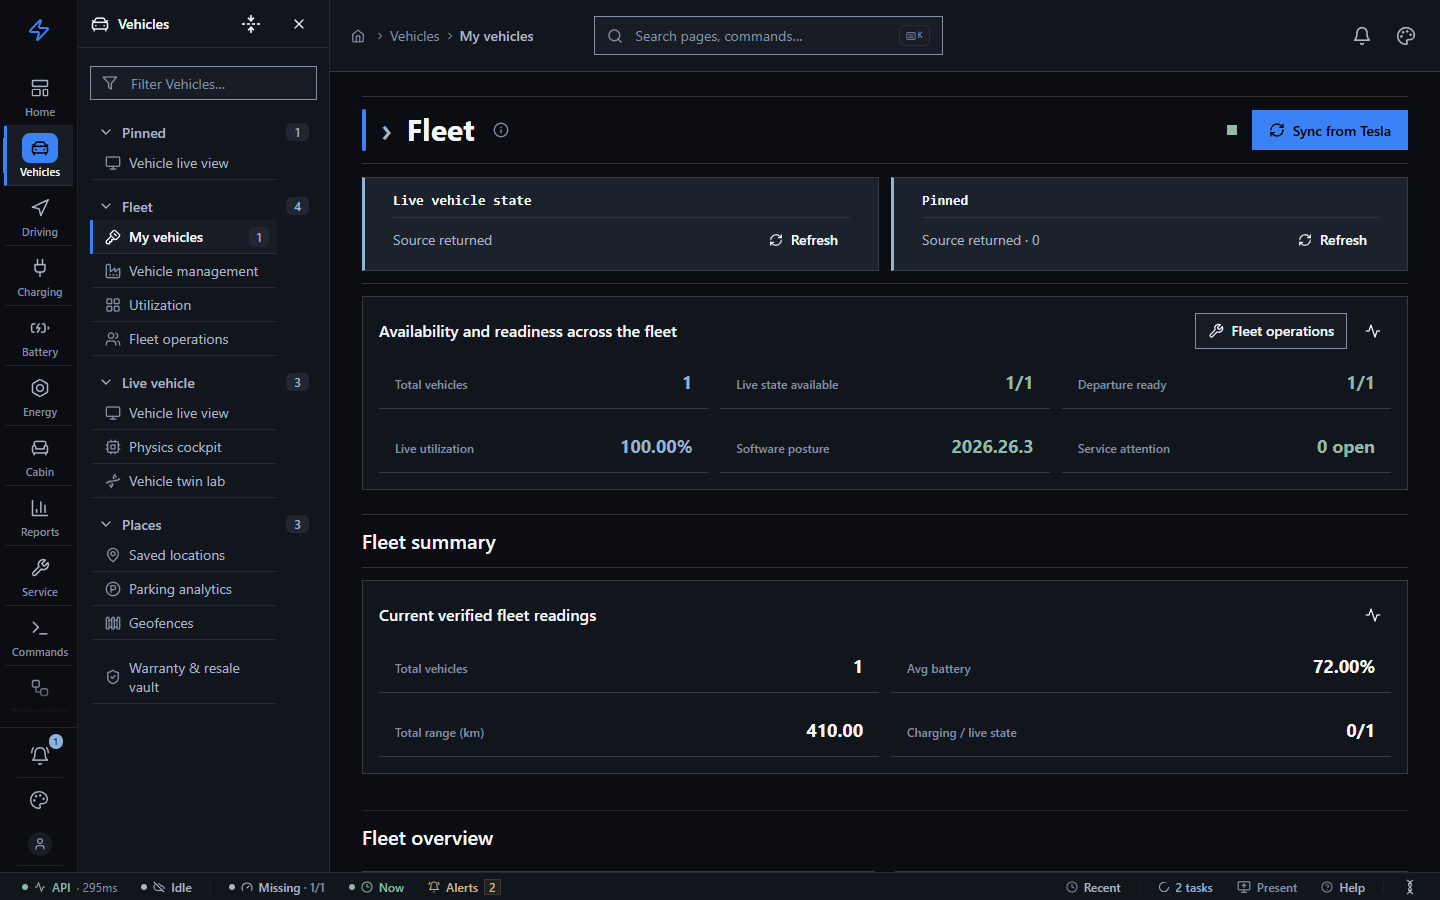 Home
Vehicles
Driving
Charging
Battery
Energy
Cabin
Reports
Service
Commands
1
Vehicles
Filter Vehicles...
Pinned 1
Vehicle live view
Fleet 4
My vehicles 1
Vehicle management
Utilization
Fleet operations
Live vehicle 3
Vehicle live view
Physics cockpit
Vehicle twin lab
Places 3
Saved locations
Parking analytics
Geofences
Warranty & resale
vault
Vehicles My vehicles
Search pages, commands... K
Fleet
Sync from Tesla
Live vehicle state
Source returned Refresh
Pinned
Source returned · 0 Refresh
Availability and readiness across the fleet
Fleet operations
Total vehicles 1
Live state available 1/1
Departure ready 1/1
Live utilization 100.00%
Software posture 2026.26.3
Service attention 0 open
Fleet summary
Current verified fleet readings
Total vehicles 1
Avg battery 72.00%
Total range (km) 410.00
Charging / live state 0/1
Fleet overview
API · 295ms Idle Missing · 1/1 Now Alerts 2 Recent 2 tasks Present Help